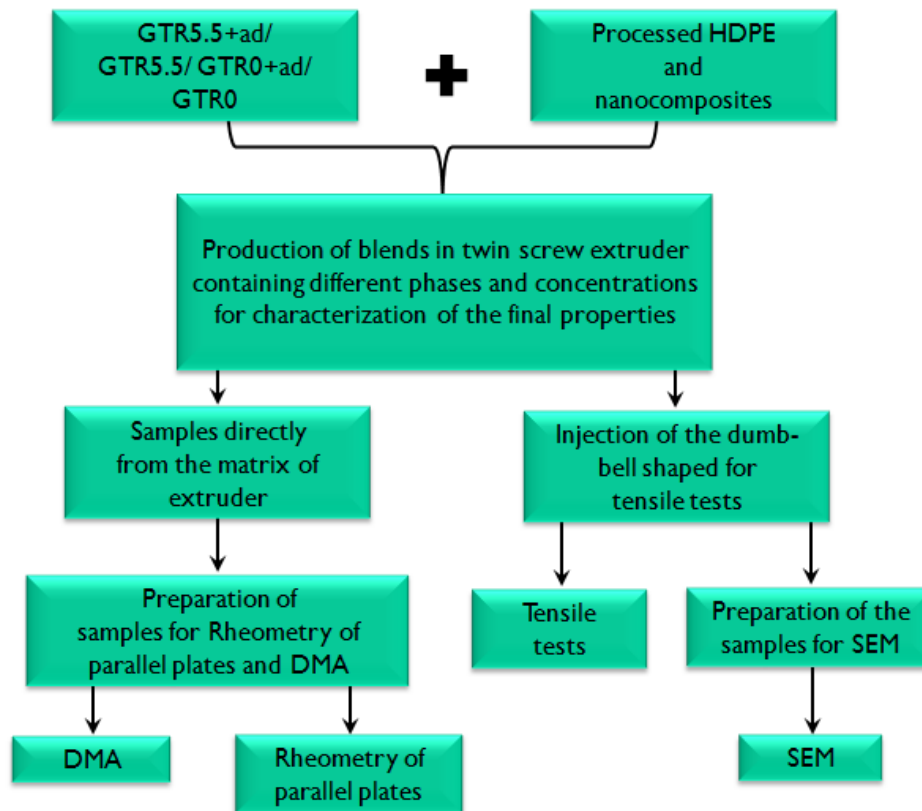 GTR5.5+ad/
GTR5.5/ GTR0+ad/
GTR0
Processed HDPE
and
nanocomposites
Production of blends in twin screw extruder
containing different phases and concentrations
for characterization of the final properties
Samples directly
from the matrix of
extruder
Injection of the dumb-
bell shaped for
tensile tests
Preparation of
samples for Rheometry of
parallel plates and DMA
Tensile
tests
Preparation of the
samples for SEM
DMA
Rheometry of
parallel plates
SEM